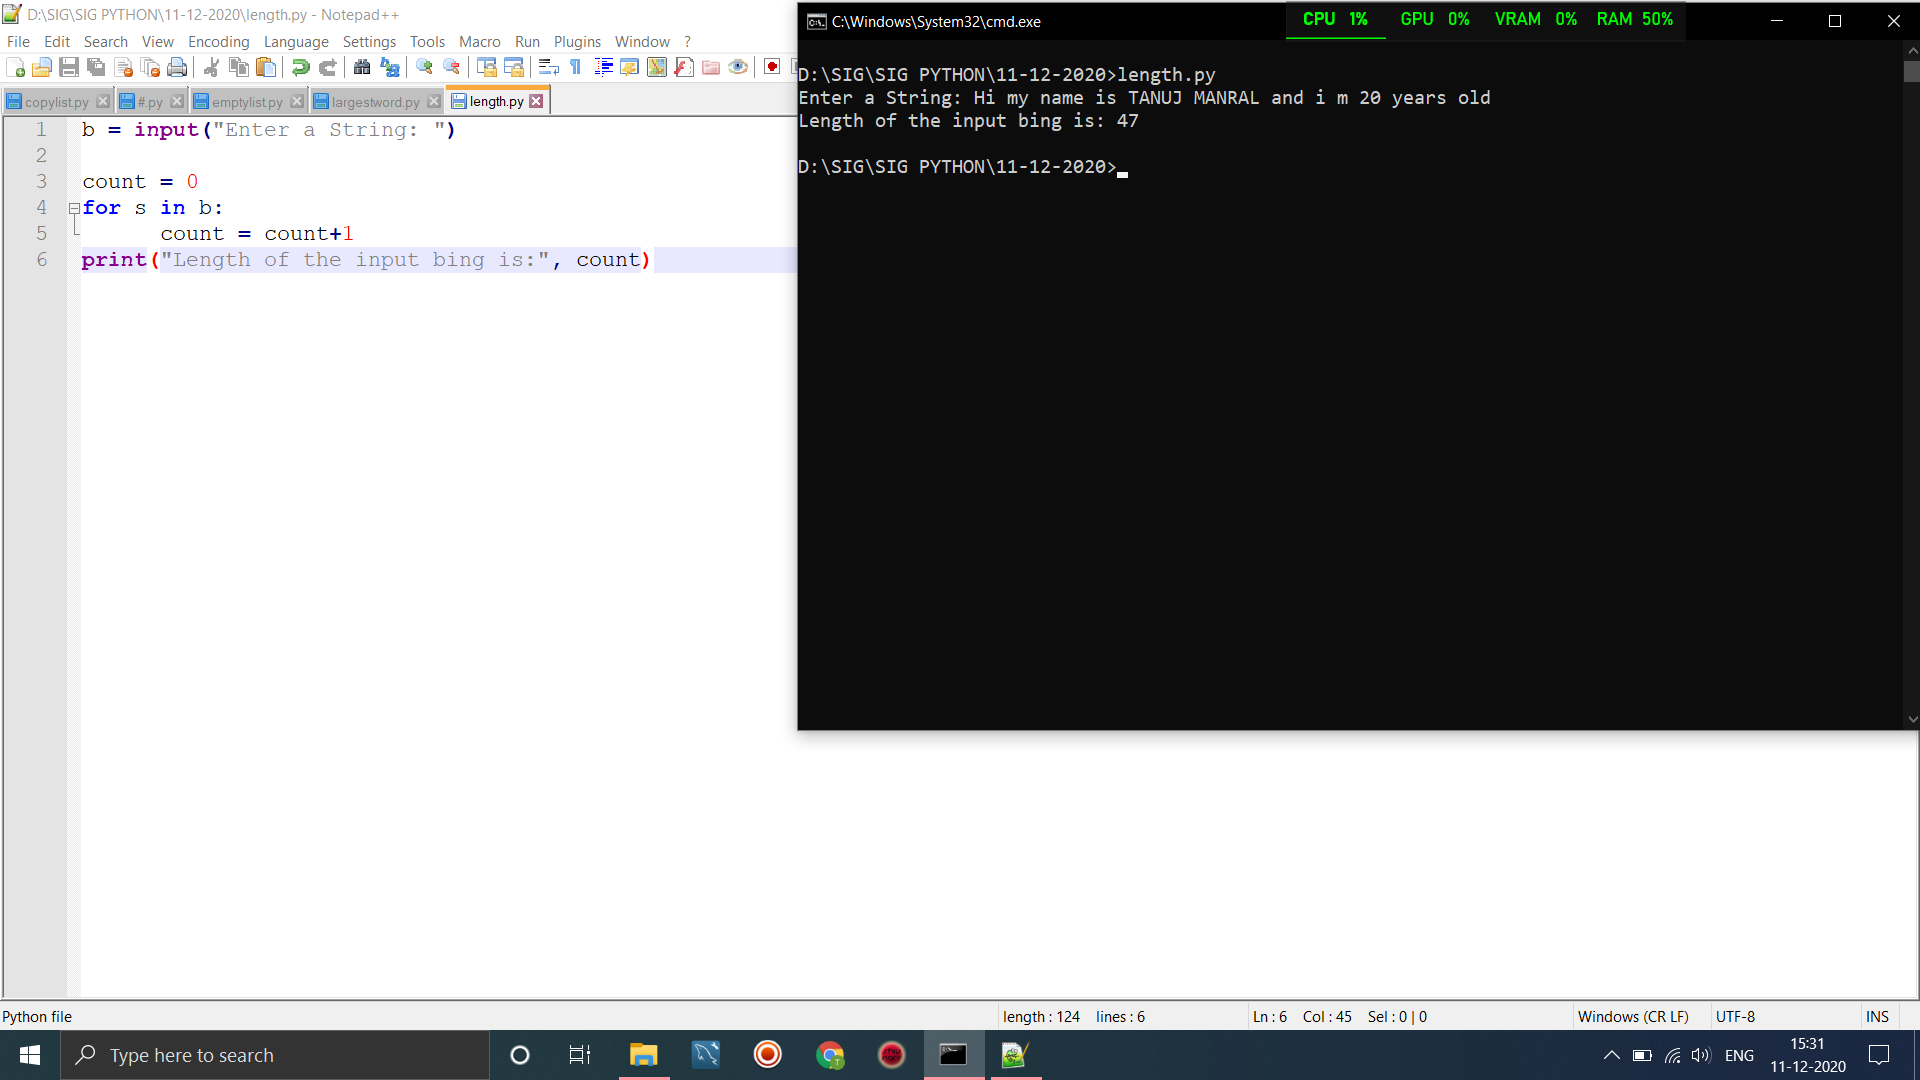 D:\SIG\SIG PYTHON\11-12-2020\length.py - Notepad++
File Edit Search View Encoding Language Settings Tools Macro Run Plugins Window ?
copylist.py #.py emptylist.py largestword.py length.py
1 b = input("Enter a String: ")
2
3 count = 0
4 for s in b:
5 count = count+1
6 print("Length of the input bing is:", count)
C:\Windows\System32\cmd.exe
CPU 1% GPU 0% VRAM 0% RAM 50%
D:\SIG\SIG PYTHON\11-12-2020>length.py
Enter a String: Hi my name is TANUJ MANRAL and i m 20 years old
Length of the input bing is: 47
D:\SIG\SIG PYTHON\11-12-2020>
Python file length : 124 lines : 6 Ln : 6 Col : 45 Sel : 0 | 0 Windows (CR LF) UTF-8 INS
Type here to search
ENG
15:31
11-12-2020